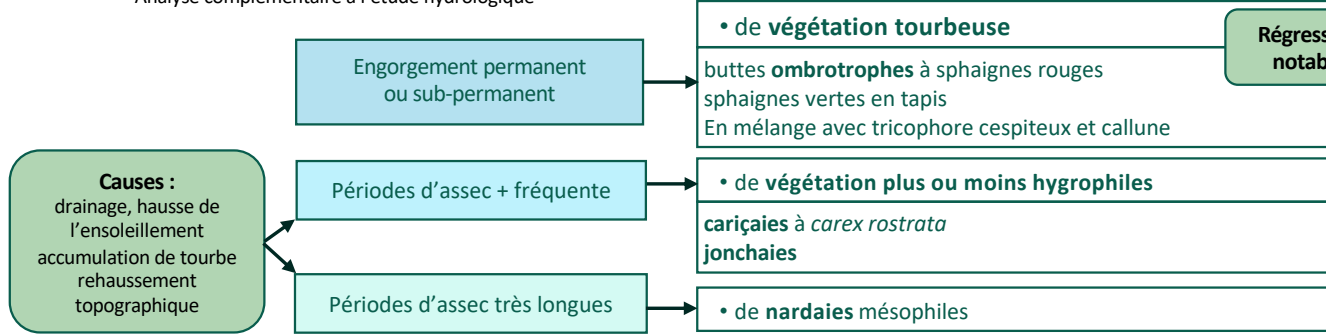 Analyse complémentaire à l'étude hydrologique
• de végétation tourbeuse
Engorgement permanent
ou sub-permanent
buttes ombrotrophes à sphaignes rouges
sphaignes vertes en tapis
En mélange avec tricophore cespiteux et callune
Causes :
drainage, hausse de
l'ensoleillement
accumulation de tourbe
rehaussement
topographique
Périodes d'assec + fréquente
• de végétation plus ou moins hygrophiles
cariçaies à carex rostrata
jonchaies
Périodes d'assec très longues
• de nardaies mésophiles